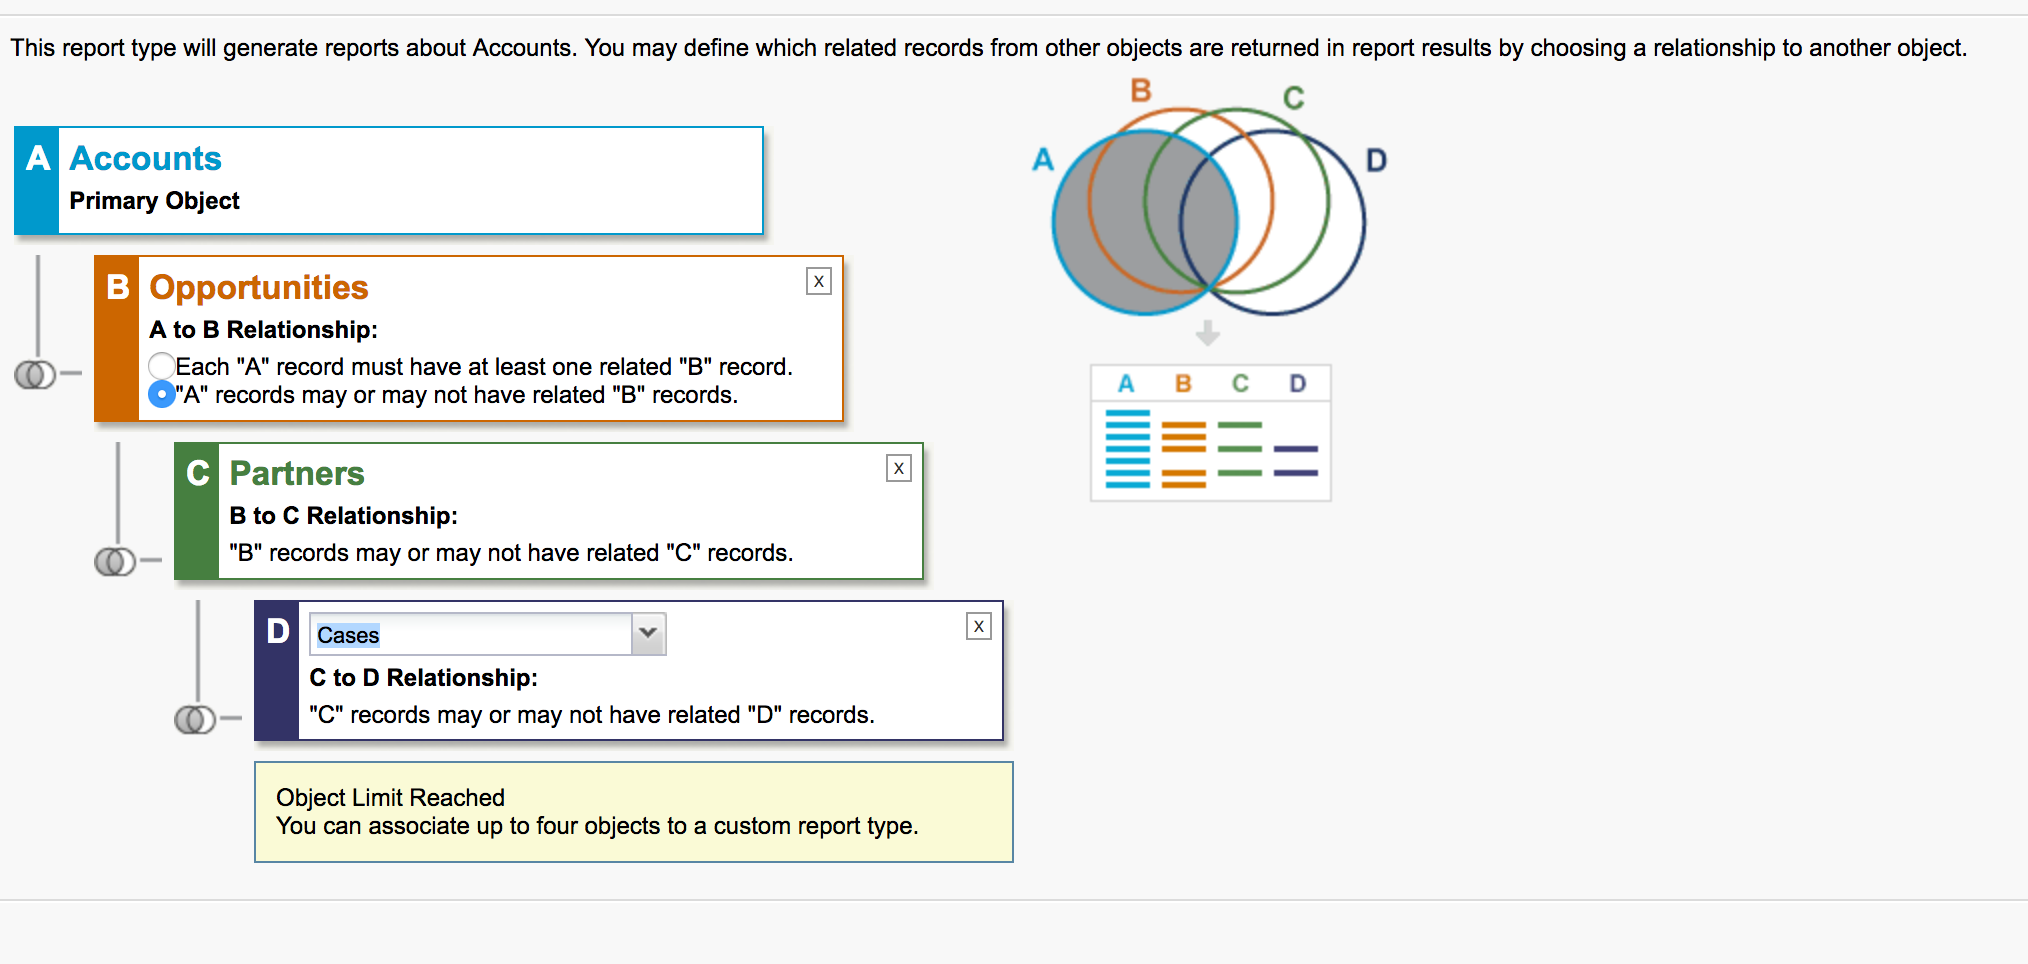 This report type will generate reports about Accounts. You may define which related records from other objects are returned in report results by choosing a relationship to another object.
A Accounts
Primary Object
B Opportunities X
A to B Relationship:
Each "A" record must have at least one related "B" record.
"A" records may or may not have related "B" records.
C Partners X
B to C Relationship:
"B" records may or may not have related "C" records.
D Cases X
C to D Relationship:
"C" records may or may not have related "D" records.
Object Limit Reached
You can associate up to four objects to a custom report type.
B
C
A
D
A B C D